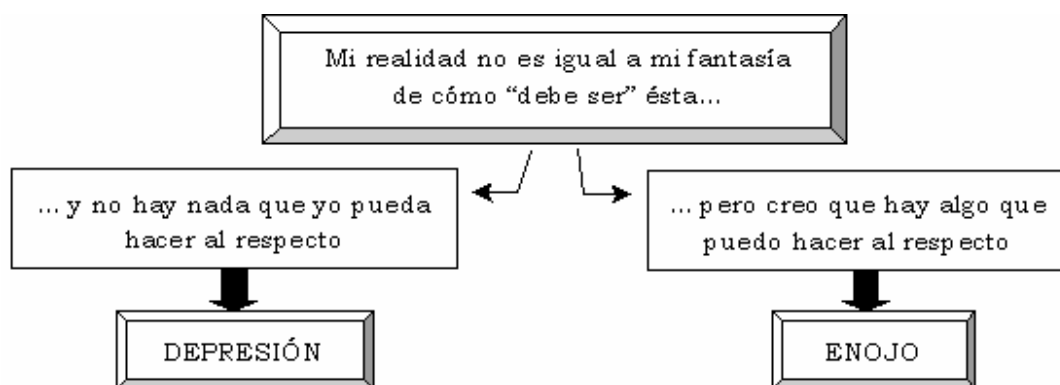 Mi realidad no es igual a mi fantasía
de cómo “debe ser” ésta...
... y no hay nada que yo pueda
hacer al respecto
... pero creo que hay algo que
puedo hacer al respecto
DEPRESIÓN
ENOJO